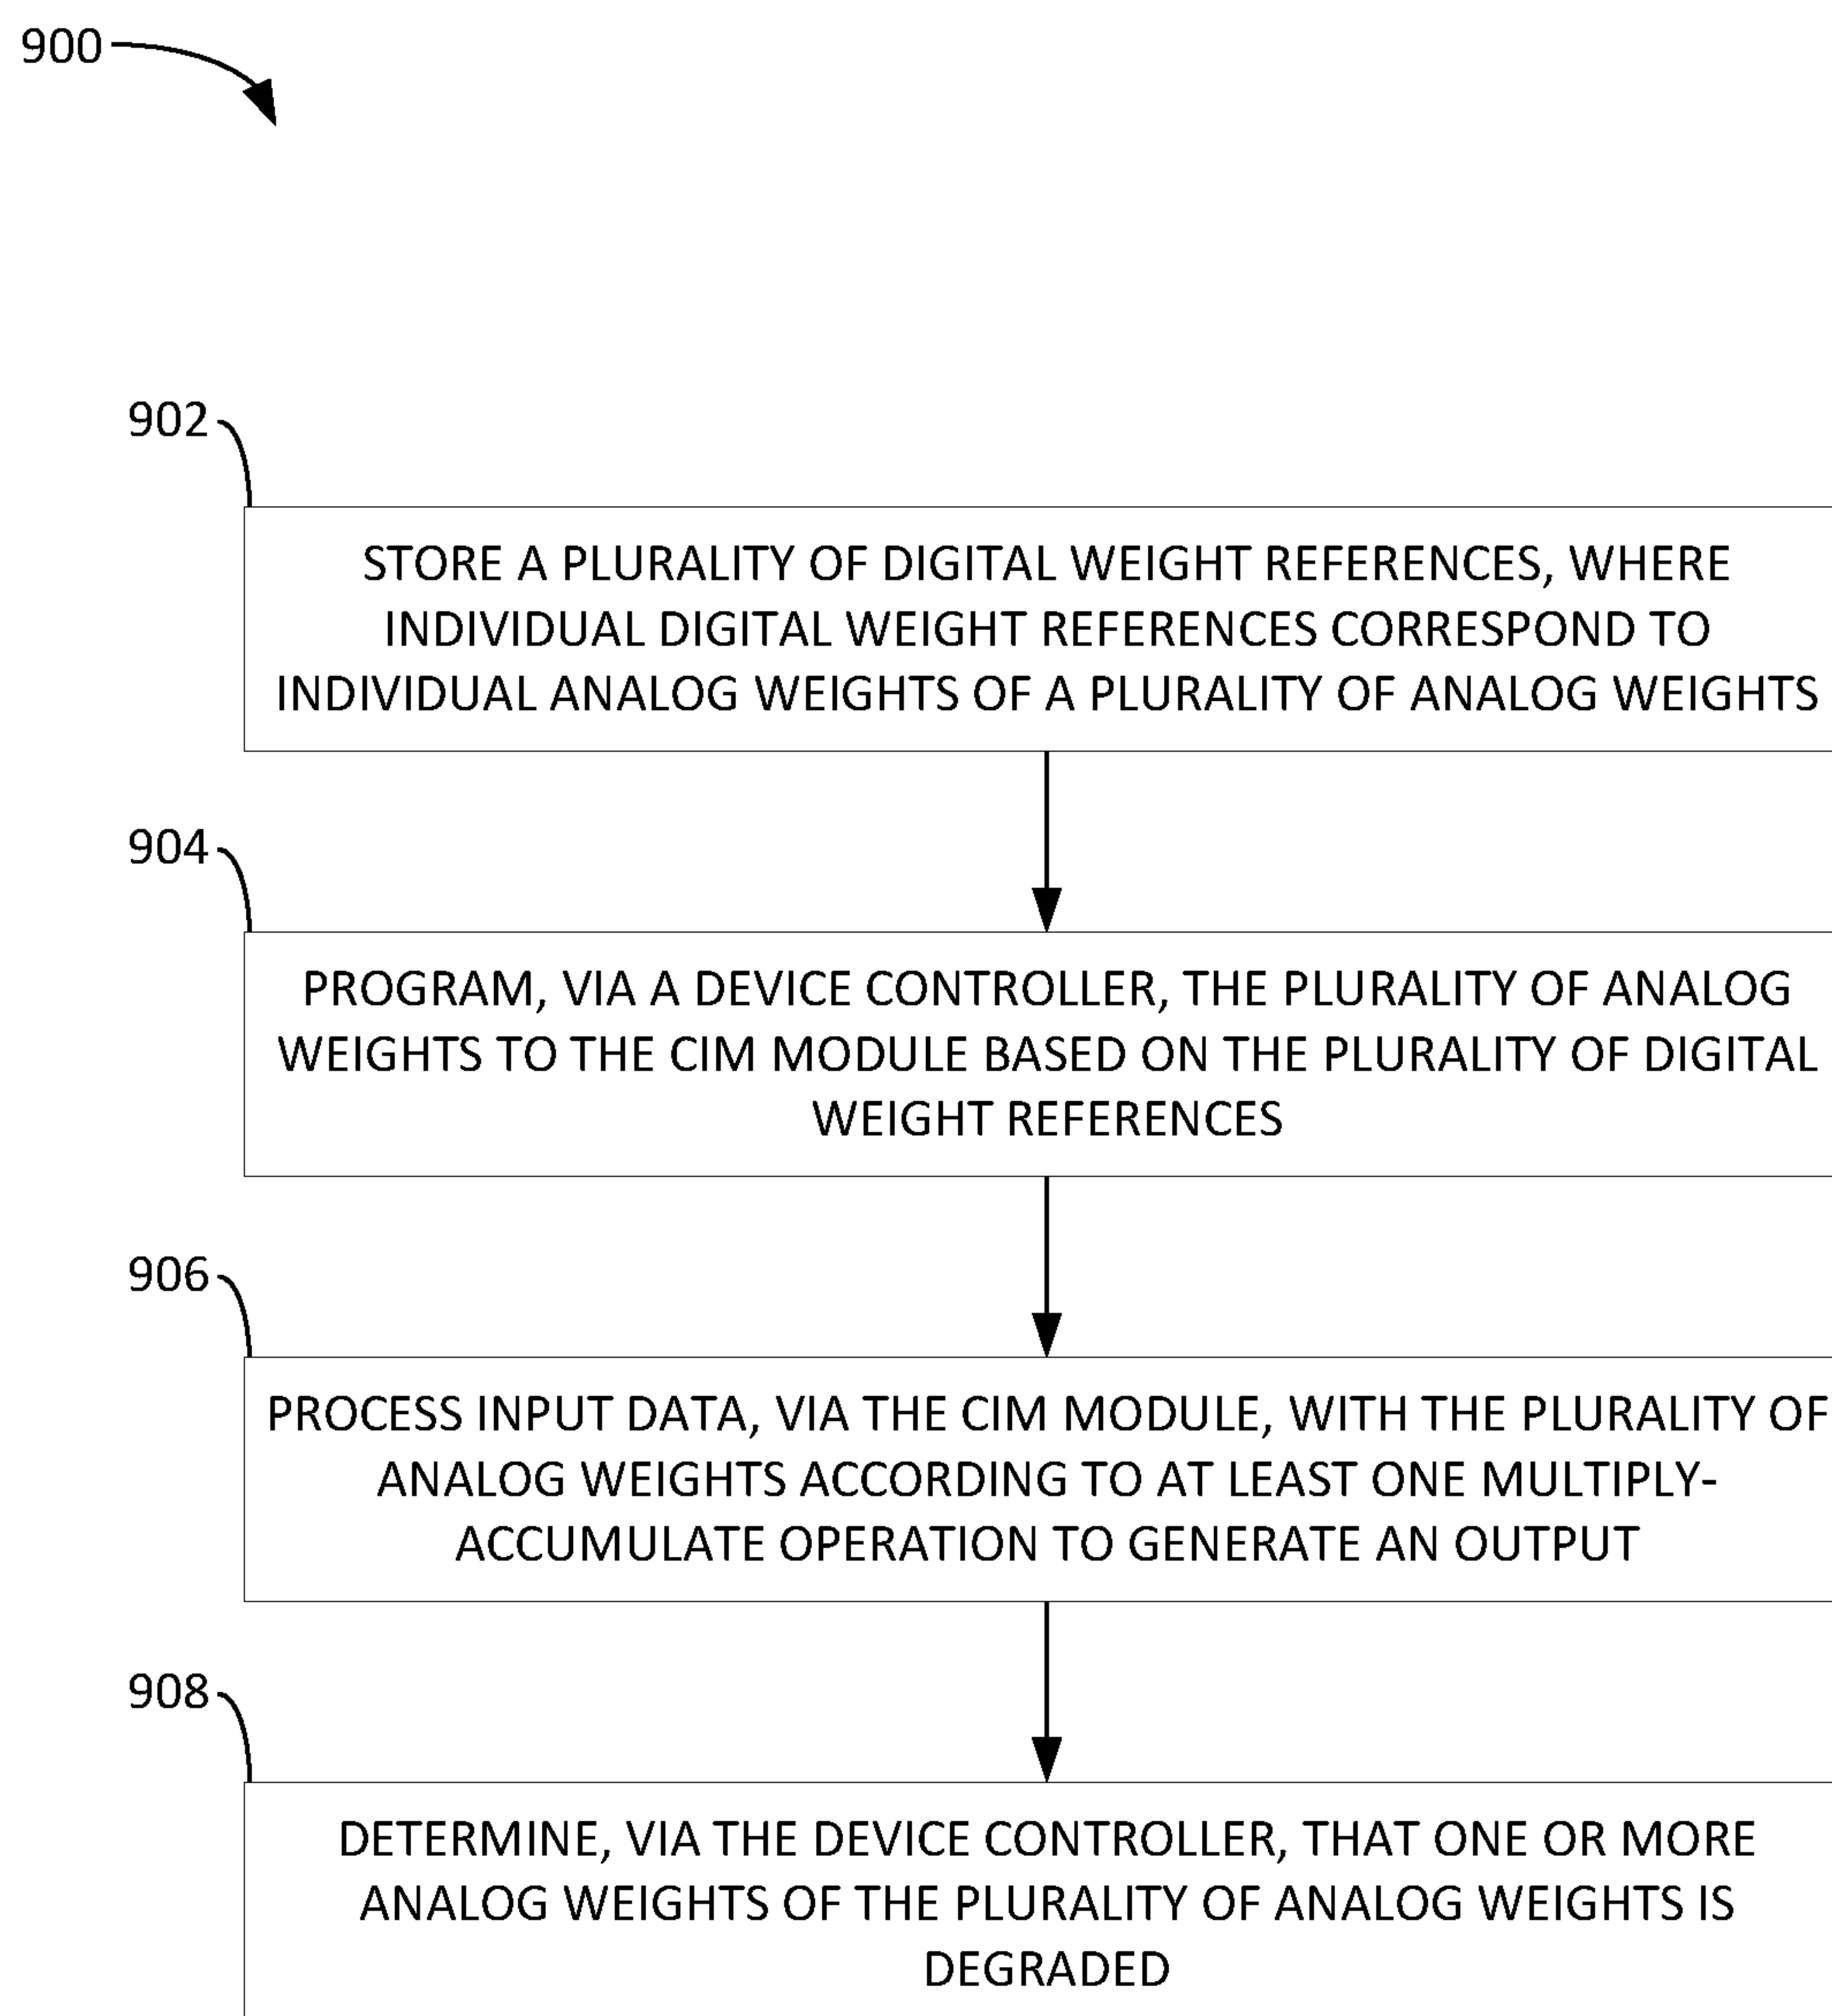 900
902
STORE A PLURALITY OF DIGITAL WEIGHT REFERENCES, WHERE
INDIVIDUAL DIGITAL WEIGHT REFERENCES CORRESPOND TO
INDIVIDUAL ANALOG WEIGHTS OF A PLURALITY OF ANALOG WEIGHTS
904
PROGRAM, VIA A DEVICE CONTROLLER, THE PLURALITY OF ANALOG
WEIGHTS TO THE CIM MODULE BASED ON THE PLURALITY OF DIGITAL
WEIGHT REFERENCES
906
PROCESS INPUT DATA, VIA THE CIM MODULE, WITH THE PLURALITY OF
ANALOG WEIGHTS ACCORDING TO AT LEAST ONE MULTIPLY-
ACCUMULATE OPERATION TO GENERATE AN OUTPUT
908
DETERMINE, VIA THE DEVICE CONTROLLER, THAT ONE OR MORE
ANALOG WEIGHTS OF THE PLURALITY OF ANALOG WEIGHTS IS
DEGRADED